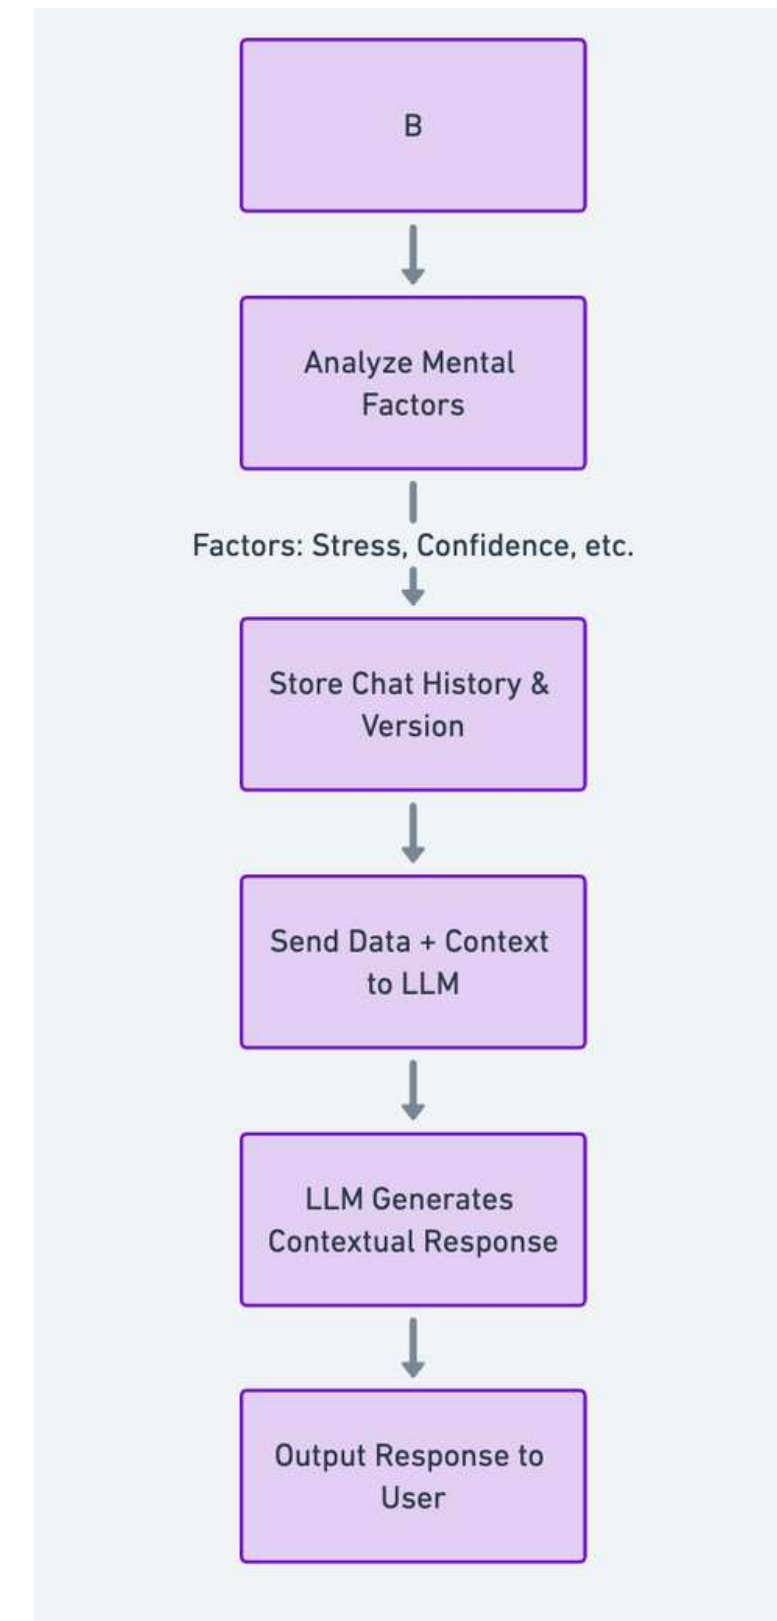 B
Analyze Mental
Factors
Factors: Stress, Confidence, etc.
Store Chat History &
Version
Send Data + Context
to LLM
LLM Generates
Contextual Response
Output Response to
User